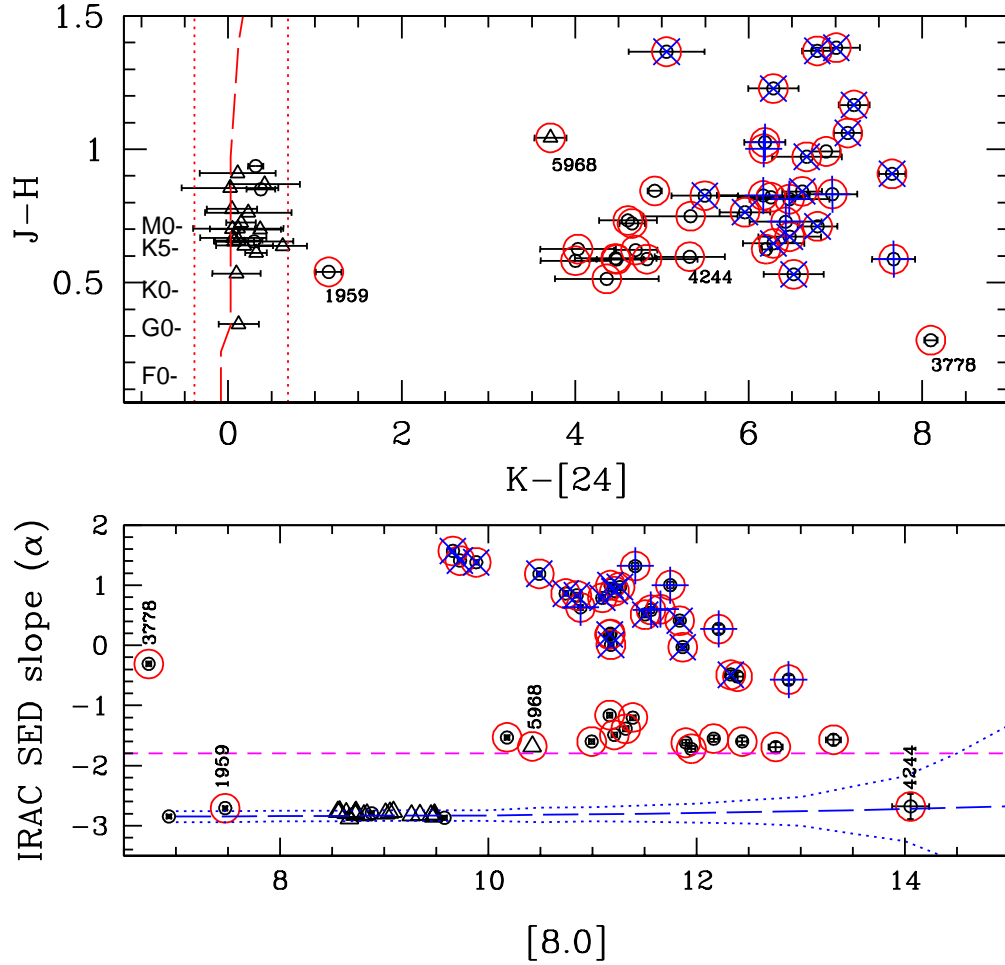 1.5
1
0.5
J-H
M0-
K5-
K0-
G0-
F0-
5968
1959
4244
3778
0 2 4 6 8
K-[24]
2
1
0
-1
-2
-3
IRAC SED slope (α)
3778
1959
5968
4244
8 10 12 14
[8.0]